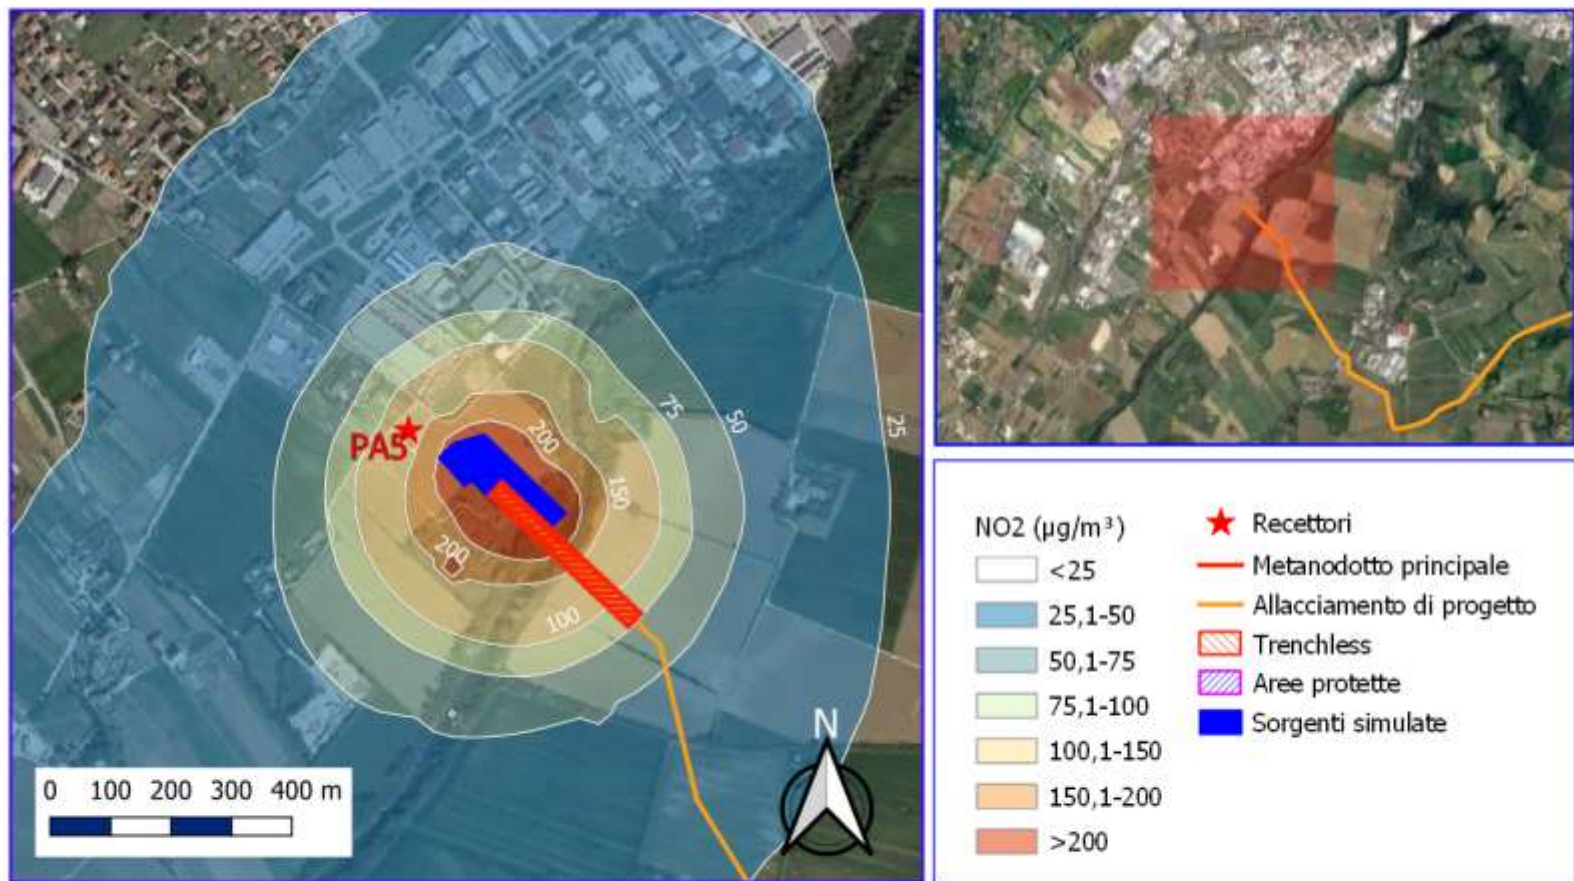 PA5
200
200
150
100
75
50
25
N
0 100 200 300 400 m
NO2 (µg/m³)
<25
25,1-50
50,1-75
75,1-100
100,1-150
150,1-200
>200
Recettori
Metanodotto principale
Allacciamento di progetto
Trenchless
Aree protette
Sorgenti simulate